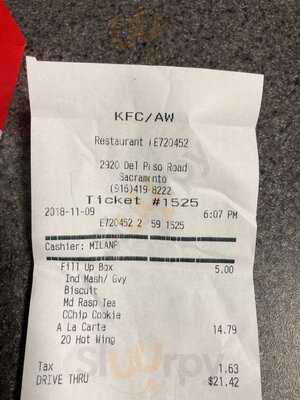 KFC/AW
Restaurant #E720452
2920 Del Paso Road
Sacramento
(916)419-8222
Ticket #1525
2018-11-09 6:07 PM
E720452 2 59 1525
Cashier: MILANP
Fill Up Box 5.00
Ind Mash/ Gvy
Biscuit
Md Rasp Tea
CChip Cookie
A La Carte 14.79
20 Hot Wing
Tax 1.63
DRIVE THRU $21.42
Sluurpy